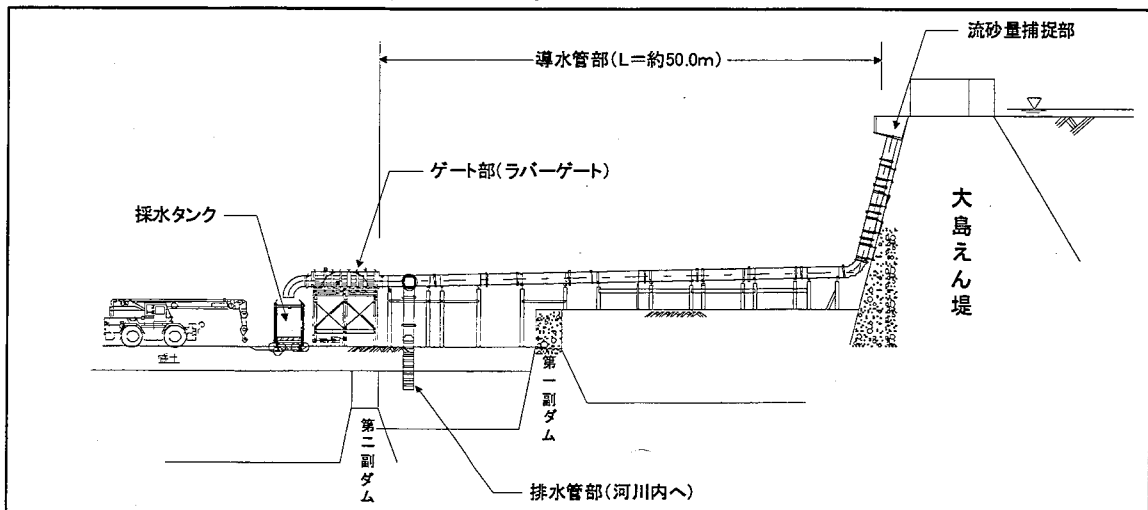 流砂量捕捉部
導水管部(L=約50.0m)
ゲート部(ラバーゲート)
採水タンク
大島えん堤
盛土
第一副ダム
第二副ダム
排水管部(河川内へ)